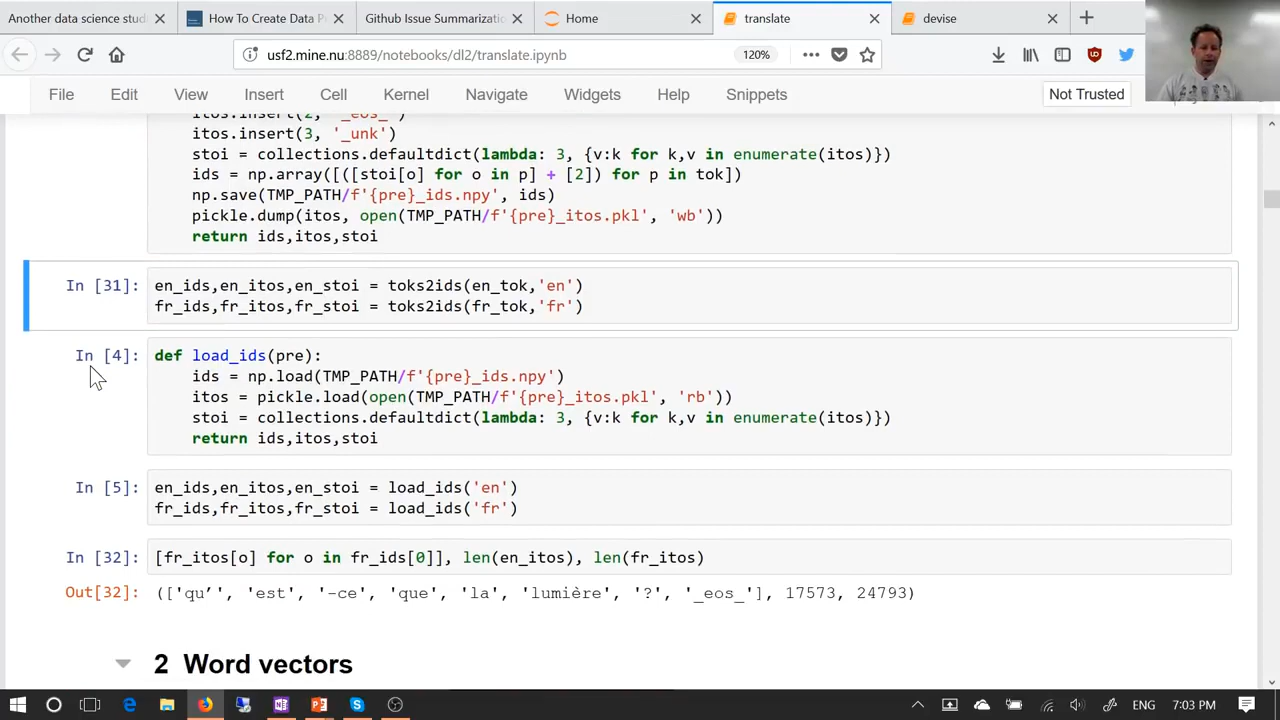 Another data science stud
How To Create Data P
Github Issue Summarizatio
Home
translate
devise
usf2.mine.nu:8889/notebooks/dl2/translate.ipynb
120%
File Edit View Insert Cell Kernel Navigate Widgets Help Snippets
Not Trusted
itos.insert(2, '_eos_')
itos.insert(3, '_unk')
stoi = collections.defaultdict(lambda: 3, {v:k for k,v in enumerate(itos)})
ids = np.array([([stoi[o] for o in p] + [2]) for p in tok])
np.save(TMP_PATH/f'{pre}_ids.npy', ids)
pickle.dump(itos, open(TMP_PATH/f'{pre}_itos.pkl', 'wb'))
return ids,itos,stoi
In [31]:
en_ids,en_itos,en_stoi = toks2ids(en_tok,'en')
fr_ids,fr_itos,fr_stoi = toks2ids(fr_tok,'fr')
In [4]:
def load_ids(pre):
ids = np.load(TMP_PATH/f'{pre}_ids.npy')
itos = pickle.load(open(TMP_PATH/f'{pre}_itos.pkl', 'rb'))
stoi = collections.defaultdict(lambda: 3, {v:k for k,v in enumerate(itos)})
return ids,itos,stoi
In [5]:
en_ids,en_itos,en_stoi = load_ids('en')
fr_ids,fr_itos,fr_stoi = load_ids('fr')
In [32]:
[fr_itos[o] for o in fr_ids[0]], len(en_itos), len(fr_itos)
Out[32]:
(['qu’', 'est', '-ce', 'que', 'la', 'lumière', '?', '_eos_'], 17573, 24793)
2 Word vectors
ENG
7:03 PM